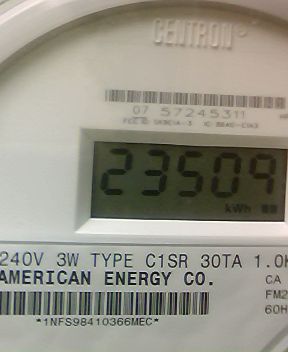 CENTRON®
07 57245311
23509
kWh
240V 3W TYPE C1SR 30TA 1.0K
AMERICAN ENERGY CO.
CA
FM2
60H
*1NFS98410366MEC*